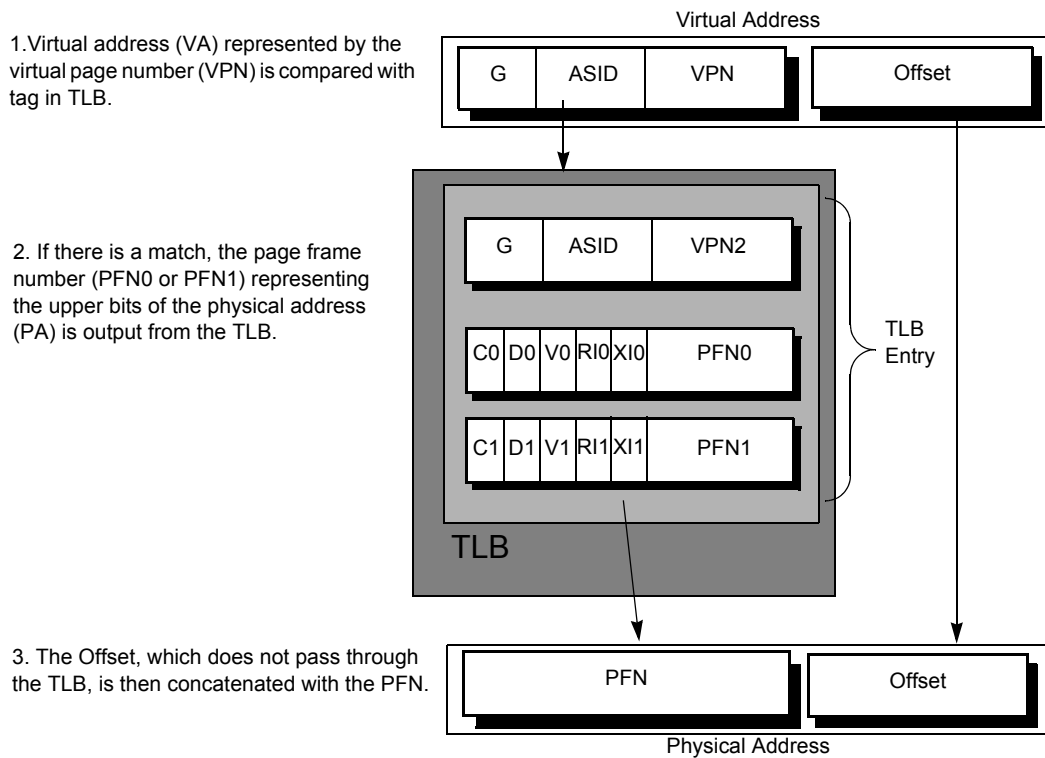 Virtual Address
1.Virtual address (VA) represented by the
virtual page number (VPN) is compared with
tag in TLB.
G ASID VPN Offset
2. If there is a match, the page frame
number (PFN0 or PFN1) representing
the upper bits of the physical address
(PA) is output from the TLB.
G ASID VPN2
C0 D0 V0 RI0 XI0 PFN0
C1 D1 V1 RI1 XI1 PFN1
TLB
Entry
TLB
3. The Offset, which does not pass through
the TLB, is then concatenated with the PFN.
PFN Offset
Physical Address